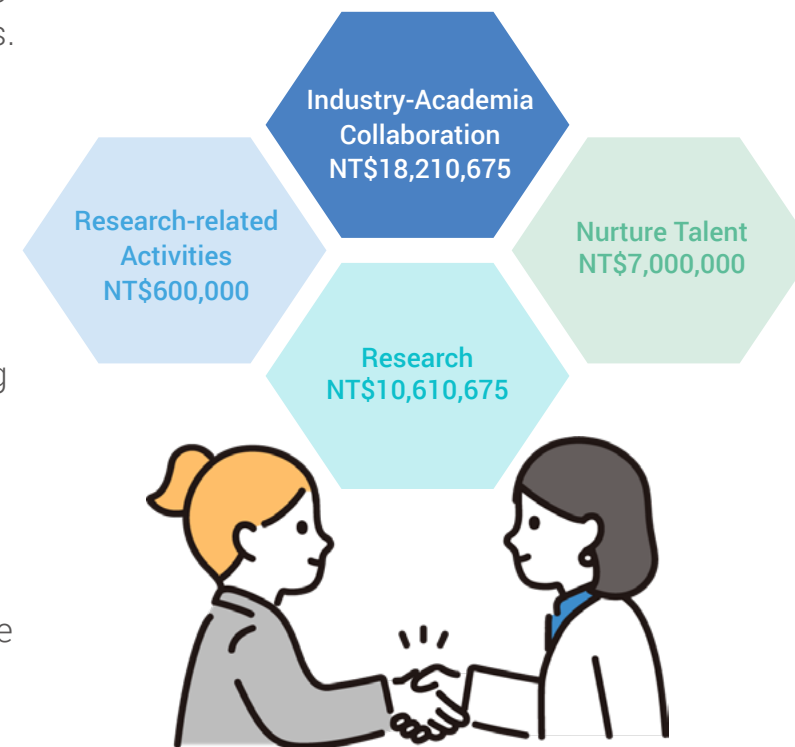 s.
Industry-Academia
Collaboration
NT$18,210,675
Research-related
Activities
NT$600,000
Nurture Talent
NT$7,000,000
Research
NT$10,610,675
g
e